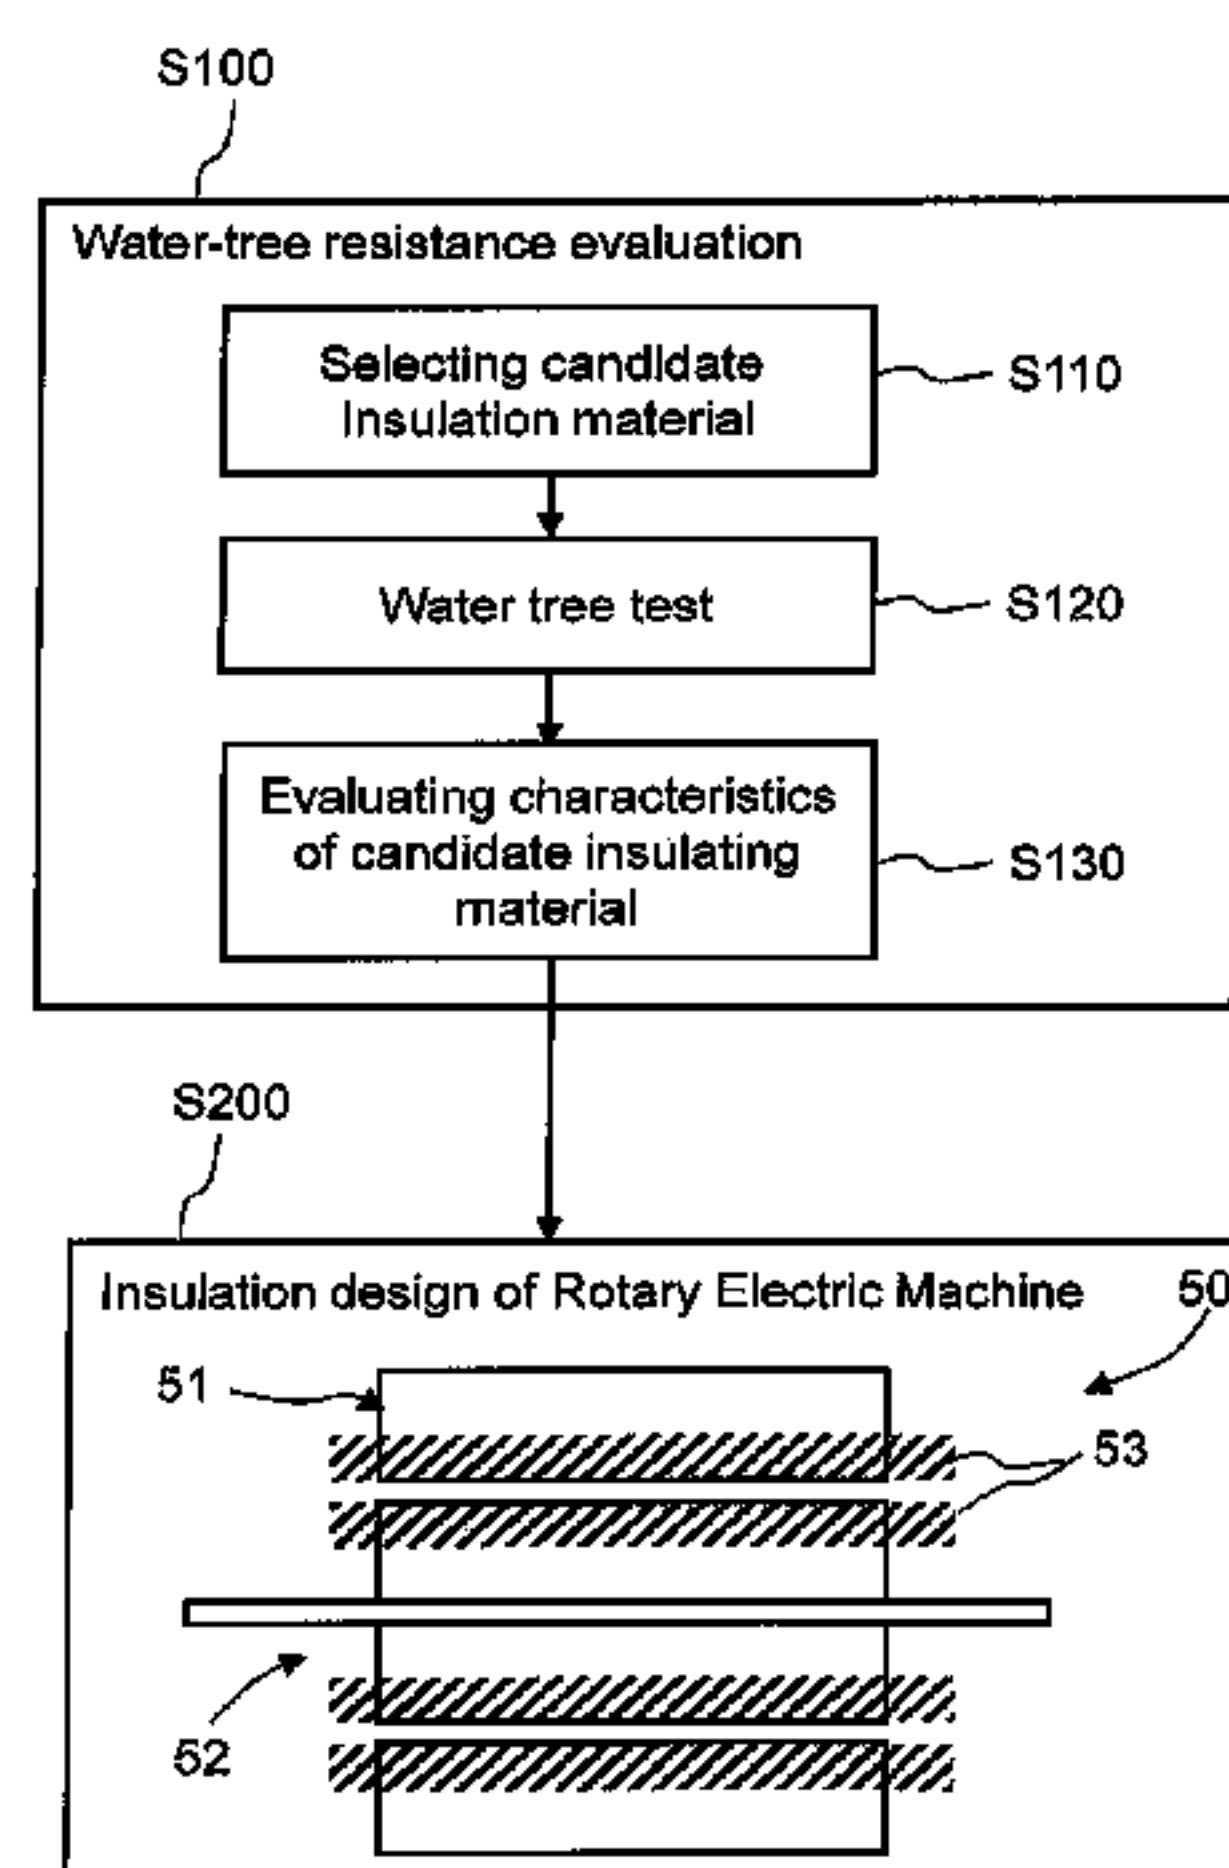 S100
Water-tree resistance evaluation
Selecting candidate
Insulation material
S110
Water tree test
S120
Evaluating characteristics
of candidate insulating
material
S130
S200
Insulation design of Rotary Electric Machine
50
51
53
52